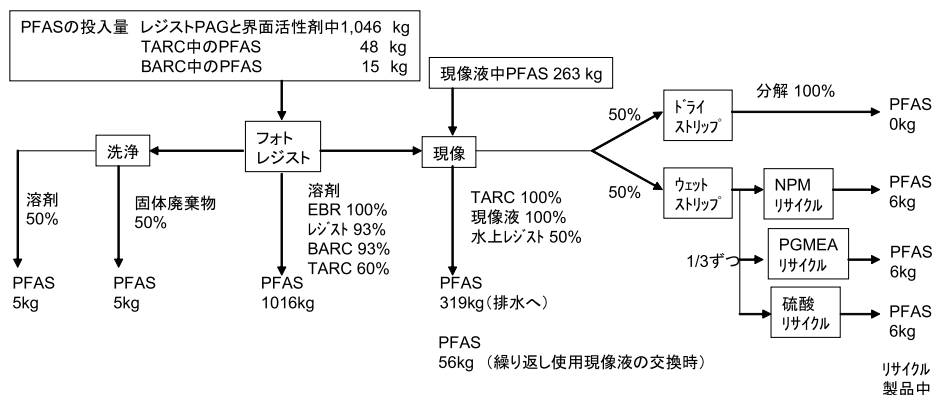 PFASの投入量 レジストPAGと界面活性剤中1,046 kg
TARC中のPFAS 48 kg
BARC中のPFAS 15 kg
現像液中PFAS 263 kg
分解 100%
50%
ﾄﾞﾗｲ
ｽﾄﾘｯﾌﾟ
PFAS
0kg
洗浄
フォト
レジスト
現像
50%
ｳｪｯﾄ
ｽﾄﾘｯﾌﾟ
NPM
ﾘｻｲｸﾙ
PFAS
6kg
溶剤
50%
固体廃棄物
50%
溶剤
EBR 100%
ﾚｼﾞｽﾄ 93%
BARC 93%
TARC 60%
TARC 100%
現像液 100%
水上ﾚｼﾞｽﾄ 50%
1/3ずつ
PGMEA
ﾘｻｲｸﾙ
PFAS
6kg
硫酸
ﾘｻｲｸﾙ
PFAS
6kg
PFAS
5kg
PFAS
5kg
PFAS
1016kg
PFAS
319kg(排水へ)
PFAS
56kg (繰り返し使用現像液の交換時)
ﾘｻｲｸﾙ
製品中